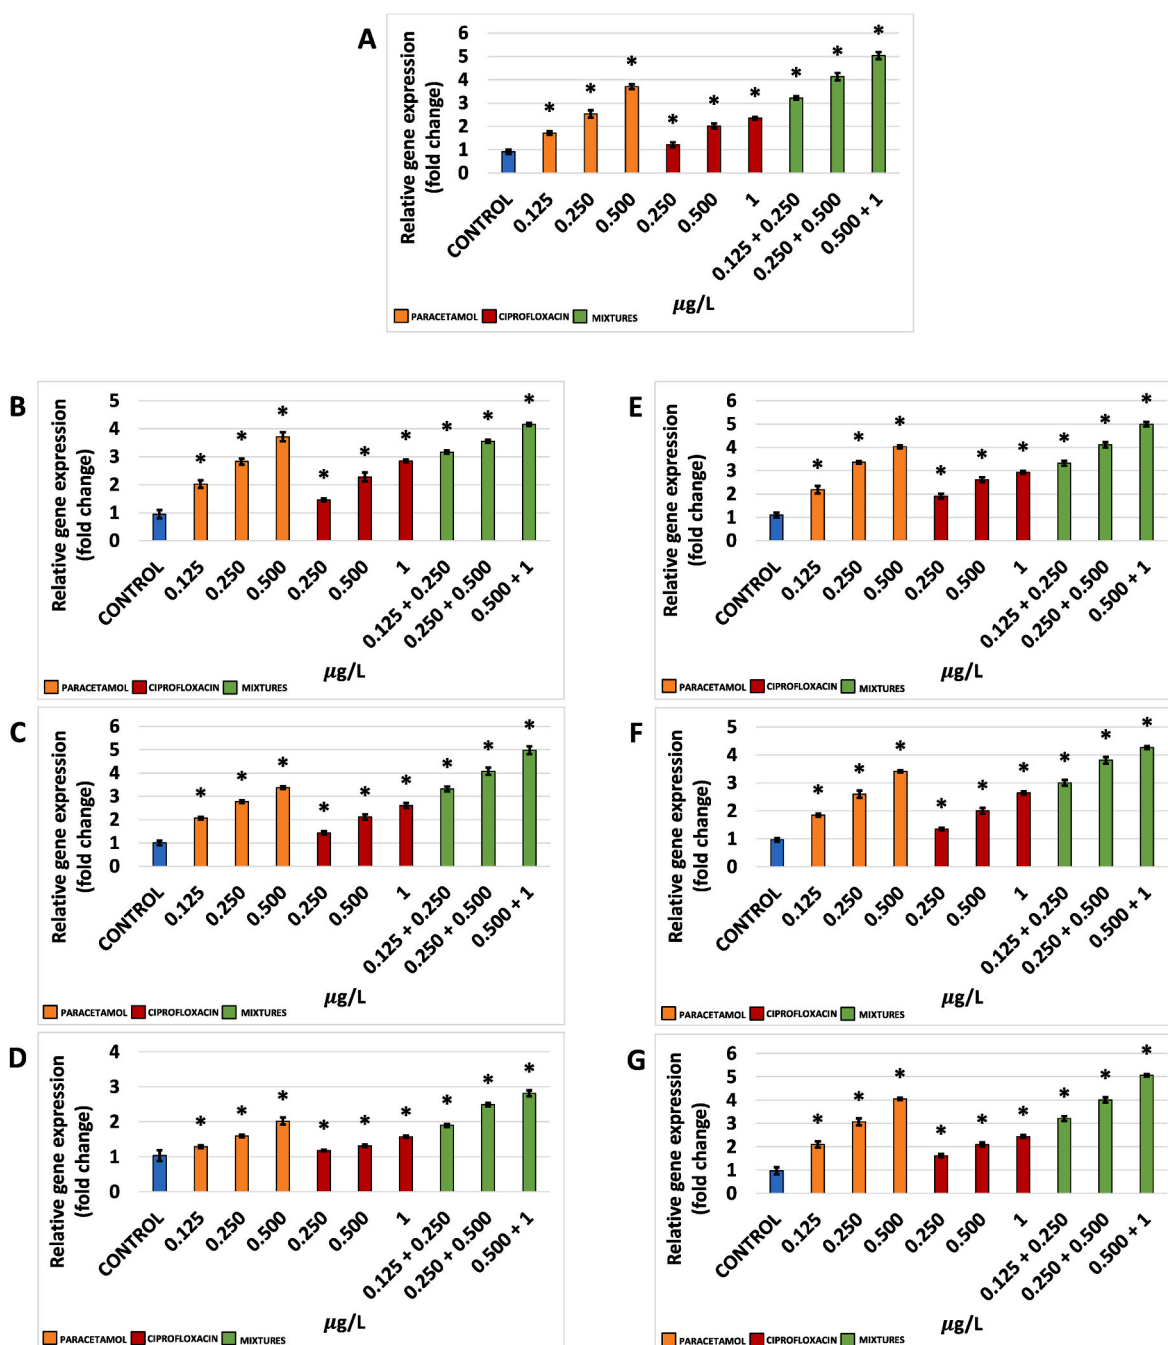 A
Relative gene expression
(fold change)
6
5
4
3
2
1
0
* * * * * * * * *
CONTROL 0.125 0.250 0.500 0.250 0.500 1 0.125 + 0.250 0.250 + 0.500 0.500 + 1
µg/L
PARACETAMOL CIPROFLOXACIN MIXTURES
B
Relative gene expression
(fold change)
5
4
3
2
1
0
* * * * * * * * *
CONTROL 0.125 0.250 0.500 0.250 0.500 1 0.125 + 0.250 0.250 + 0.500 0.500 + 1
µg/L
PARACETAMOL CIPROFLOXACIN MIXTURES
E
Relative gene expression
(fold change)
6
5
4
3
2
1
0
* * * * * * * * *
CONTROL 0.125 0.250 0.500 0.250 0.500 1 0.125 + 0.250 0.250 + 0.500 0.500 + 1
µg/L
PARACETAMOL CIPROFLOXACIN MIXTURES
C
Relative gene expression
(fold change)
6
5
4
3
2
1
0
* * * * * * * * *
CONTROL 0.125 0.250 0.500 0.250 0.500 1 0.125 + 0.250 0.250 + 0.500 0.500 + 1
µg/L
PARACETAMOL CIPROFLOXACIN MIXTURES
F
Relative gene expression
(fold change)
5
4
3
2
1
0
* * * * * * * * *
CONTROL 0.125 0.250 0.500 0.250 0.500 1 0.125 + 0.250 0.250 + 0.500 0.500 + 1
µg/L
PARACETAMOL CIPROFLOXACIN MIXTURES
D
Relative gene expression
(fold change)
4
3
2
1
0
* * * * * * * * *
CONTROL 0.125 0.250 0.500 0.250 0.500 1 0.125 + 0.250 0.250 + 0.500 0.500 + 1
µg/L
PARACETAMOL CIPROFLOXACIN MIXTURES
G
Relative gene expression
(fold change)
6
5
4
3
2
1
0
* * * * * * * * *
CONTROL 0.125 0.250 0.500 0.250 0.500 1 0.125 + 0.250 0.250 + 0.500 0.500 + 1
µg/L
PARACETAMOL CIPROFLOXACIN MIXTURES